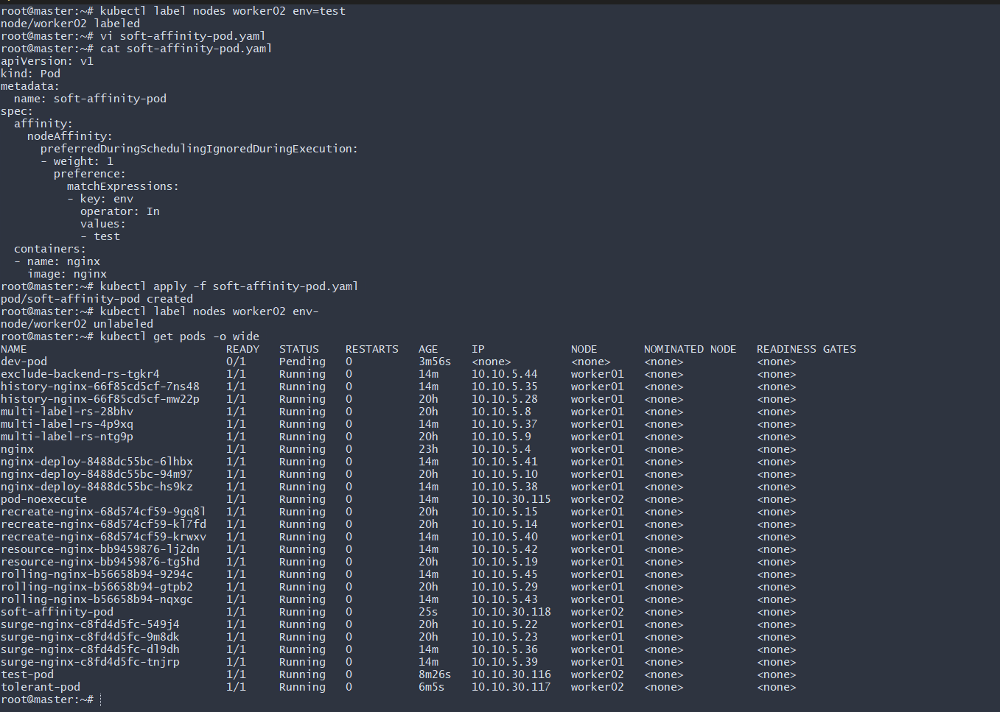 root@master:~# kubectl label nodes worker02 env=test
node/worker02 labeled
root@master:~# vi soft-affinity-pod.yaml
root@master:~# cat soft-affinity-pod.yaml
apiVersion: v1
kind: Pod
metadata:
  name: soft-affinity-pod
spec:
  affinity:
    nodeAffinity:
      preferredDuringSchedulingIgnoredDuringExecution:
      - weight: 1
        preference:
          matchExpressions:
          - key: env
            operator: In
            values:
            - test
  containers:
  - name: nginx
    image: nginx
root@master:~# kubectl apply -f soft-affinity-pod.yaml
pod/soft-affinity-pod created
root@master:~# kubectl label nodes worker02 env-
node/worker02 unlabeled
root@master:~# kubectl get pods -o wide
NAME                              READY   STATUS    RESTARTS   AGE     IP             NODE       NOMINATED NODE   READINESS GATES
dev-pod                           0/1     Pending   0          3m56s   <none>         <none>     <none>           <none>
exclude-backend-rs-tgkr4          1/1     Running   0          14m     10.10.5.44     worker01   <none>           <none>
history-nginx-66f85cd5cf-7ns48    1/1     Running   0          14m     10.10.5.35     worker01   <none>           <none>
history-nginx-66f85cd5cf-mw22p    1/1     Running   0          20h     10.10.5.28     worker01   <none>           <none>
multi-label-rs-28bhv              1/1     Running   0          20h     10.10.5.8      worker01   <none>           <none>
multi-label-rs-4p9xq              1/1     Running   0          14m     10.10.5.37     worker01   <none>           <none>
multi-label-rs-ntg9p              1/1     Running   0          20h     10.10.5.9      worker01   <none>           <none>
nginx                             1/1     Running   0          23h     10.10.5.4      worker01   <none>           <none>
nginx-deploy-8488dc55bc-6lhbx     1/1     Running   0          14m     10.10.5.41     worker01   <none>           <none>
nginx-deploy-8488dc55bc-94m97     1/1     Running   0          20h     10.10.5.10     worker01   <none>           <none>
nginx-deploy-8488dc55bc-hs9kz     1/1     Running   0          14m     10.10.5.38     worker01   <none>           <none>
pod-noexecute                     1/1     Running   0          14m     10.10.30.115   worker02   <none>           <none>
recreate-nginx-68d574cf59-9gq8l   1/1     Running   0          20h     10.10.5.15     worker01   <none>           <none>
recreate-nginx-68d574cf59-kl7fd   1/1     Running   0          20h     10.10.5.14     worker01   <none>           <none>
recreate-nginx-68d574cf59-krwxv   1/1     Running   0          14m     10.10.5.40     worker01   <none>           <none>
resource-nginx-bb9459876-lj2dn    1/1     Running   0          14m     10.10.5.42     worker01   <none>           <none>
resource-nginx-bb9459876-tg5hd    1/1     Running   0          20h     10.10.5.19     worker01   <none>           <none>
rolling-nginx-b56658b94-9294c     1/1     Running   0          14m     10.10.5.45     worker01   <none>           <none>
rolling-nginx-b56658b94-gtpb2     1/1     Running   0          20h     10.10.5.29     worker01   <none>           <none>
rolling-nginx-b56658b94-nqxgc     1/1     Running   0          14m     10.10.5.43     worker01   <none>           <none>
soft-affinity-pod                 1/1     Running   0          25s     10.10.30.118   worker02   <none>           <none>
surge-nginx-c8fd4d5fc-549j4       1/1     Running   0          20h     10.10.5.22     worker01   <none>           <none>
surge-nginx-c8fd4d5fc-9m8dk       1/1     Running   0          20h     10.10.5.23     worker01   <none>           <none>
surge-nginx-c8fd4d5fc-dl9dh       1/1     Running   0          14m     10.10.5.36     worker01   <none>           <none>
surge-nginx-c8fd4d5fc-tnjrp       1/1     Running   0          14m     10.10.5.39     worker01   <none>           <none>
test-pod                          1/1     Running   0          8m26s   10.10.30.116   worker02   <none>           <none>
tolerant-pod                      1/1     Running   0          6m5s    10.10.30.117   worker02   <none>           <none>
root@master:~#